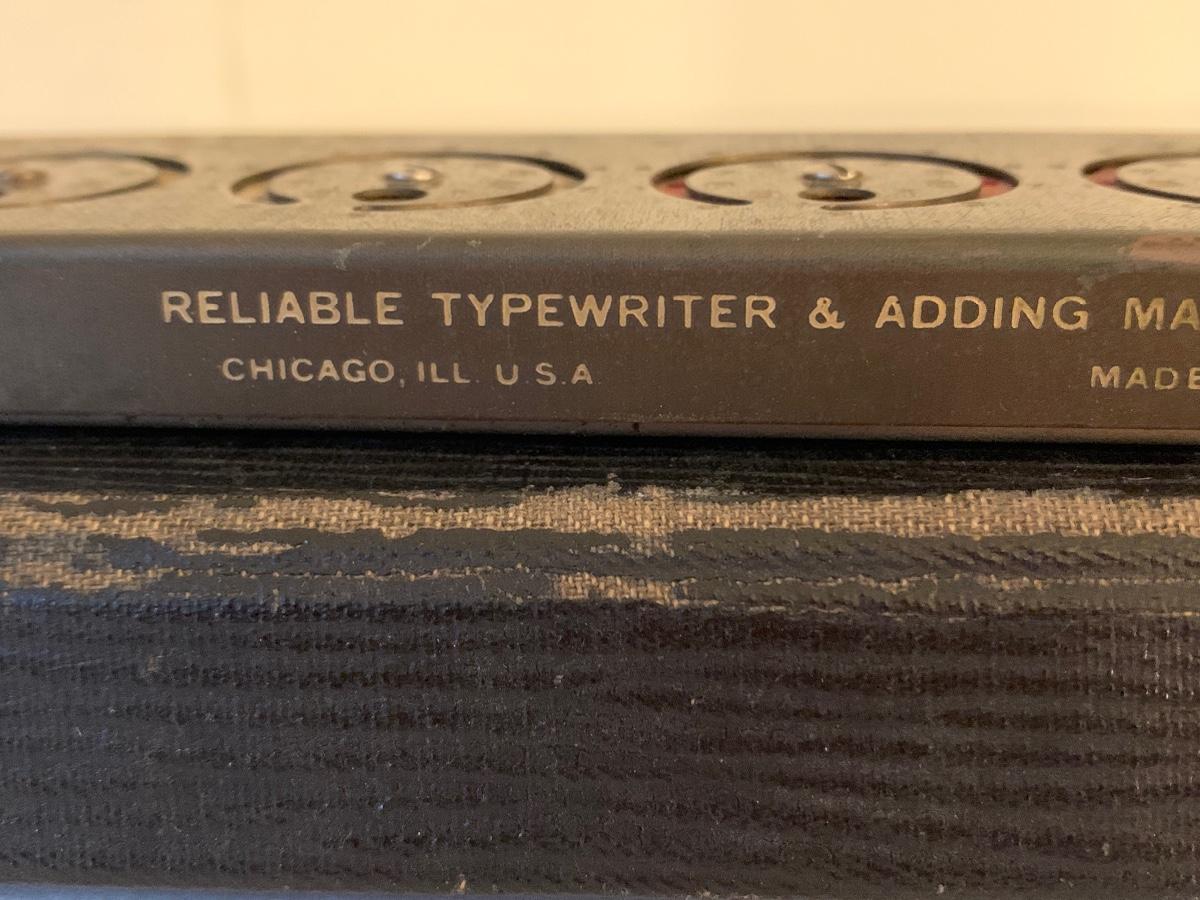 RELIABLE TYPEWRITER & ADDING MA
CHICAGO, ILL. U.S.A
MADE